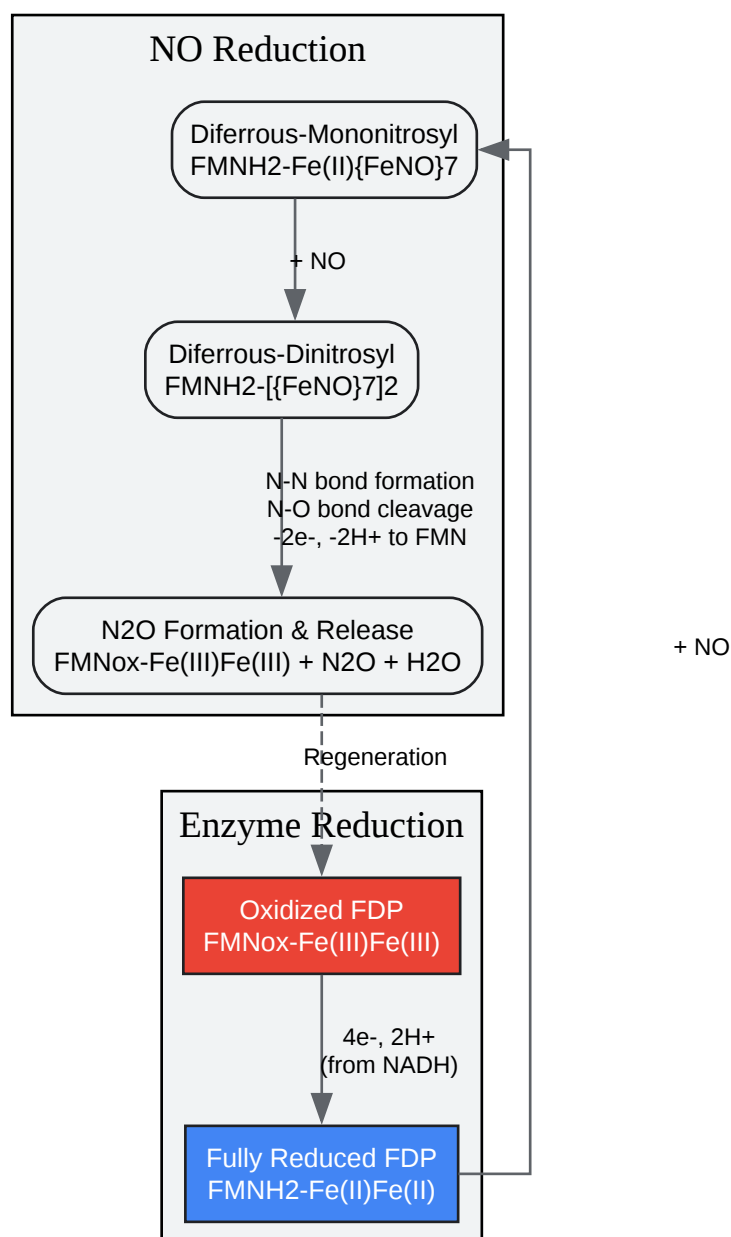 NO Reduction
Diferrous-Mononitrosyl
FMNH2-Fe(II){FeNO}7
+ NO
Diferrous-Dinitrosyl
FMNH2-[{FeNO}7]2
N-N bond formation
N-O bond cleavage
-2e-, -2H+ to FMN
N2O Formation & Release
FMNox-Fe(III)Fe(III) + N2O + H2O
+ NO
Regeneration
Enzyme Reduction
Oxidized FDP
FMNox-Fe(III)Fe(III)
4e-, 2H+
(from NADH)
Fully Reduced FDP
FMNH2-Fe(II)Fe(II)